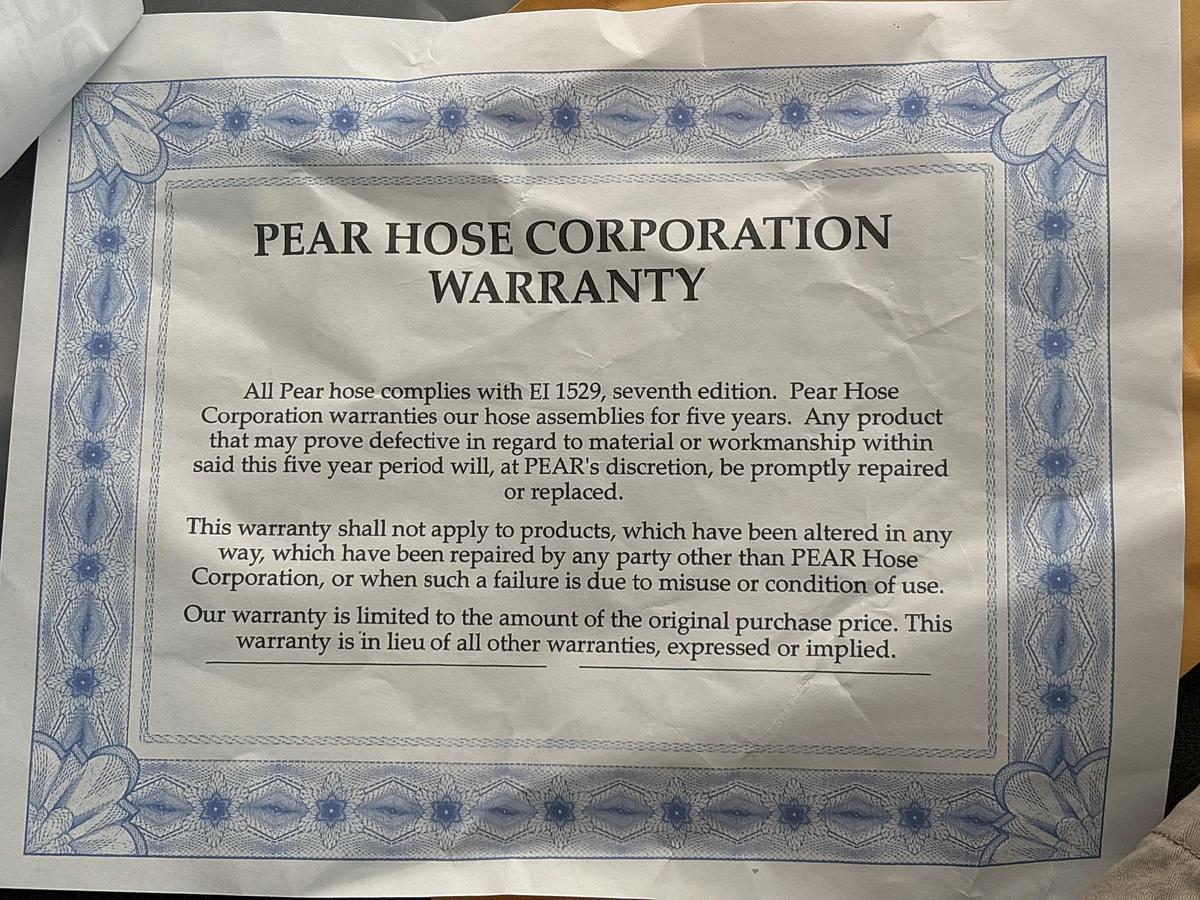 PEAR HOSE CORPORATION
WARRANTY
All Pear hose complies with EI 1529, seventh edition. Pear Hose
Corporation warranties our hose assemblies for five years. Any product
that may prove defective in regard to material or workmanship within
said this five year period will, at PEAR's discretion, be promptly repaired
or replaced.
This warranty shall not apply to products, which have been altered in any
way, which have been repaired by any party other than PEAR Hose
Corporation, or when such a failure is due to misuse or condition of use.
Our warranty is limited to the amount of the original purchase price. This
warranty is in lieu of all other warranties, expressed or implied.